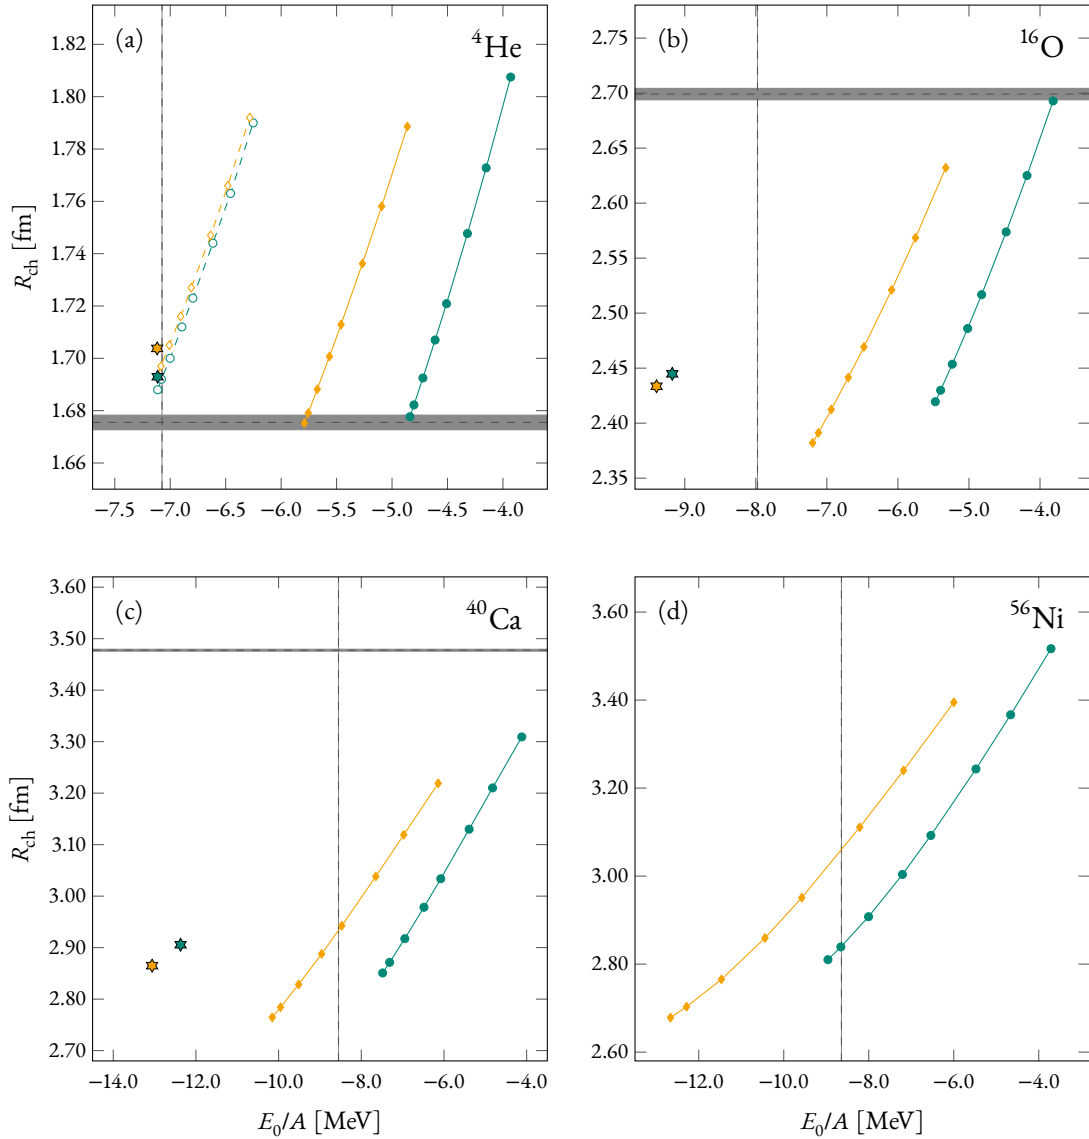 (a) ⁴He
1.82
1.80
1.78
1.76
1.74
1.72
1.70
1.68
1.66
R_ch [fm]
−7.5 −7.0 −6.5 −6.0 −5.5 −5.0 −4.5 −4.0
(b) ¹⁶O
2.75
2.70
2.65
2.60
2.55
2.50
2.45
2.40
2.35
−9.0 −8.0 −7.0 −6.0 −5.0 −4.0
(c) ⁴⁰Ca
3.60
3.50
3.40
3.30
3.20
3.10
3.00
2.90
2.80
2.70
R_ch [fm]
−14.0 −12.0 −10.0 −8.0 −6.0 −4.0
E₀/A [MeV]
(d) ⁵⁶Ni
3.60
3.40
3.20
3.00
2.80
2.60
−12.0 −10.0 −8.0 −6.0 −4.0
E₀/A [MeV]